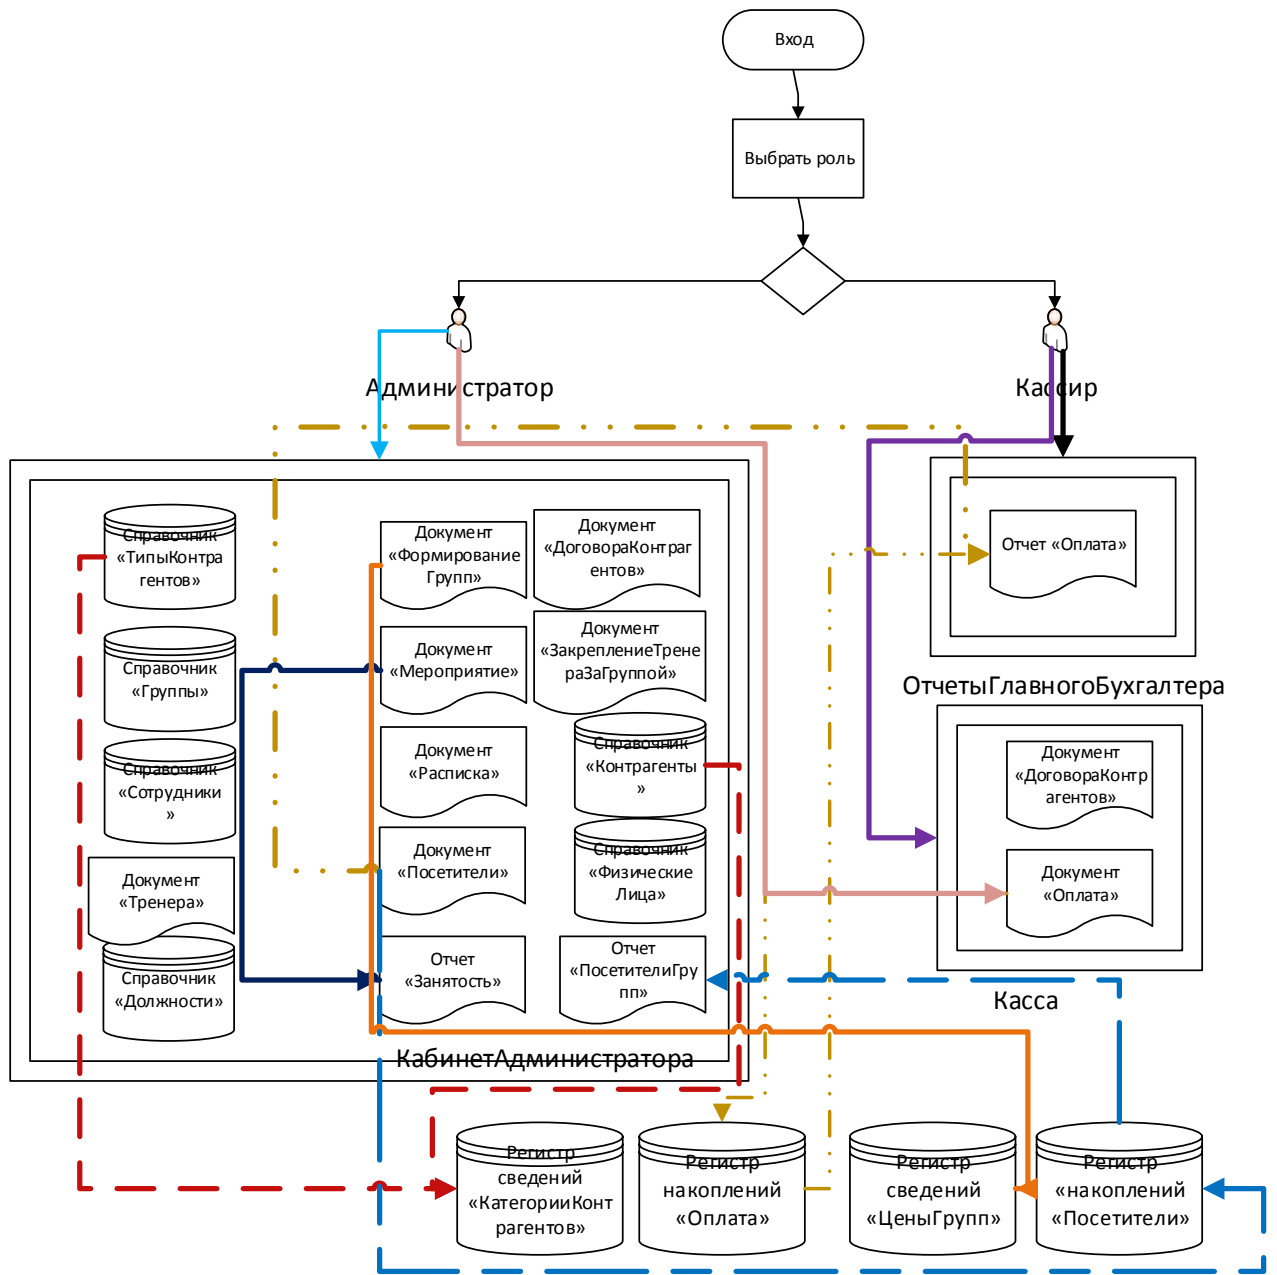 Вход
Выбрать роль
Администратор
Кассир
Справочник
«ТипыКонтра
гентов»
Документ
«Формирование
Групп»
Документ
«ДоговораКонтраг
ентов»
Отчет «Оплата»
Справочник
«Группы»
Документ
«Мероприятие»
Документ
«ЗакреплениеТрене
раЗаГруппой»
ОтчетыГлавногоБухгалтера
Справочник
«Сотрудники
»
Документ
«Расписка»
Справочник
«Контрагенты
»
Документ
«ДоговораКонтр
агентов»
Документ
«Тренера»
Документ
«Посетители»
Справочник
«Физические
Лица»
Документ
«Оплата»
Справочник
«Должности»
Отчет
«Занятость»
Отчет
«ПосетителиГру
пп»
Касса
КабинетАдминистратора
Регистр
сведений
«КатегорииКонт
рагентов»
Регистр
накоплений
«Оплата»
Регистр
сведений
«ЦеныГрупп»
Регистр
«накоплений
«Посетители»